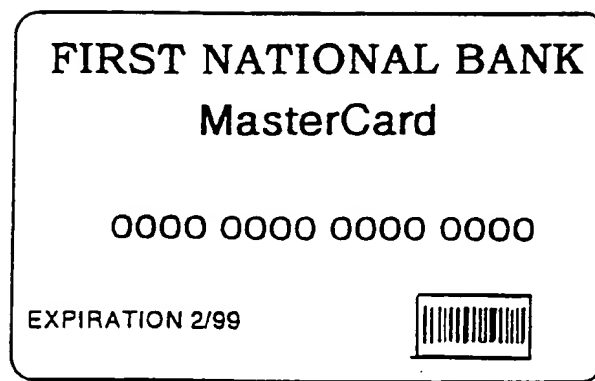 FIRST NATIONAL BANK
MasterCard
0000 0000 0000 0000
EXPIRATION 2/99